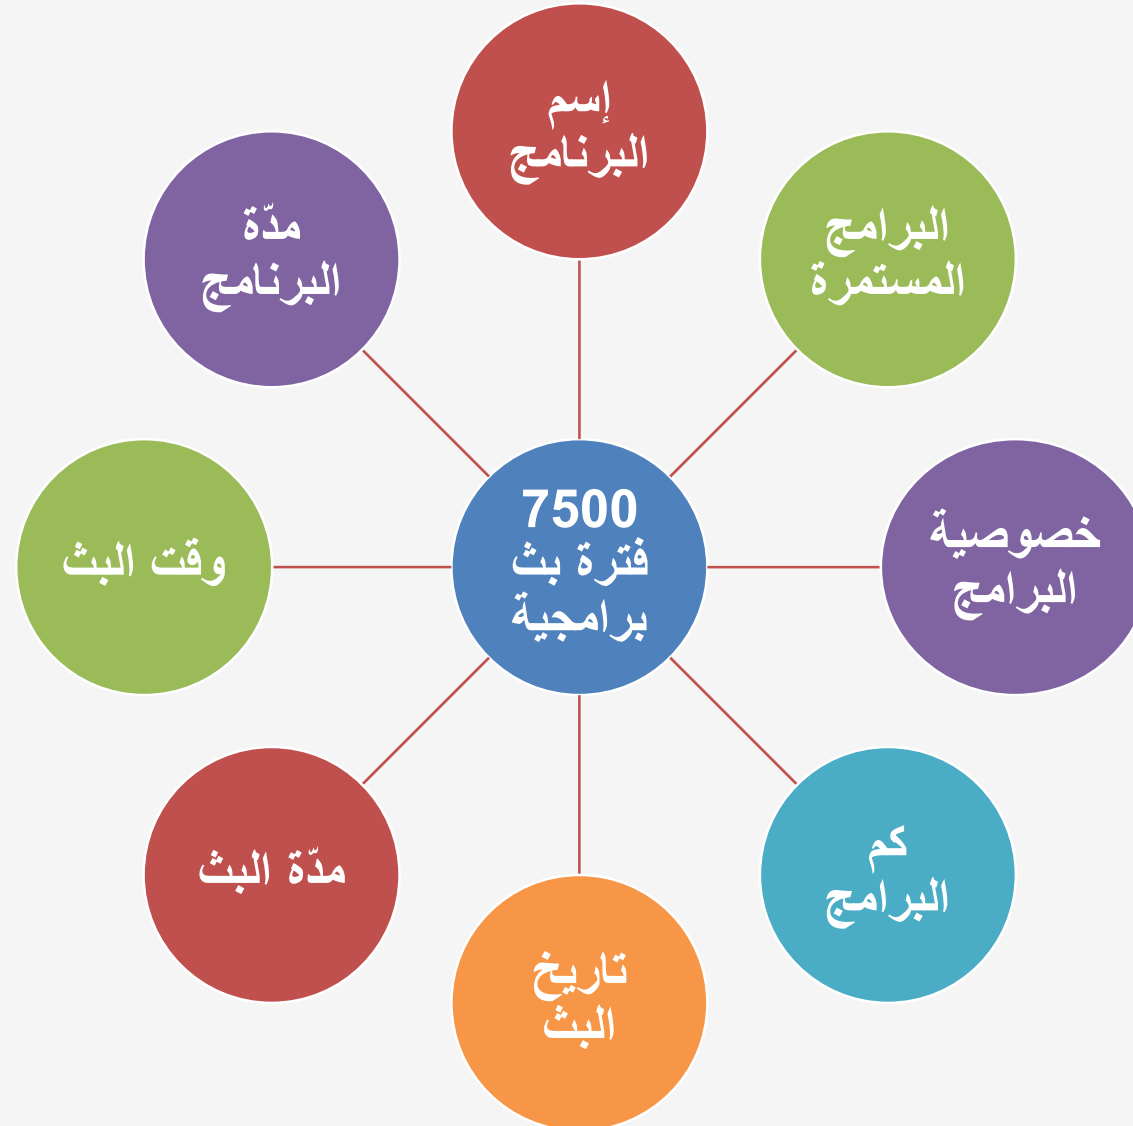 إسم
البرنامج
البرامج
المستمرة
خصوصية
البرامج
كم
البرامج
تاريخ
البث
مدّة البث
وقت البث
مدّة
البرنامج
7500
فترة بث
برامجية